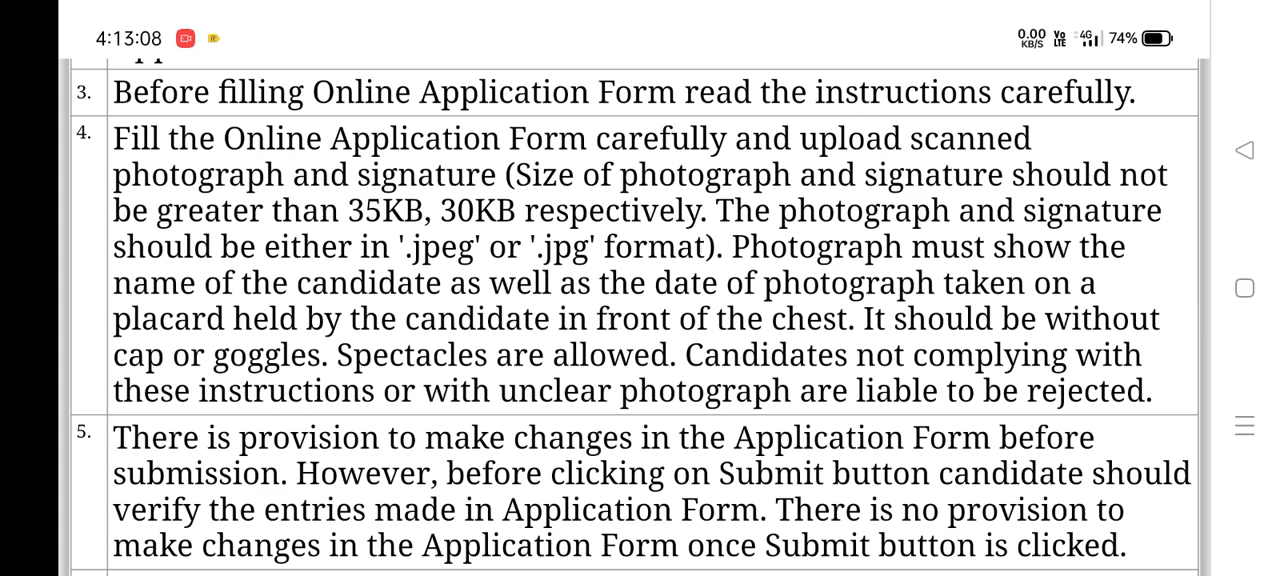 4:13:08 R 0.00 KB/S Vo LTE 4G 74%
3. Before filling Online Application Form read the instructions carefully.
4. Fill the Online Application Form carefully and upload scanned
photograph and signature (Size of photograph and signature should not
be greater than 35KB, 30KB respectively. The photograph and signature
should be either in '.jpeg' or '.jpg' format). Photograph must show the
name of the candidate as well as the date of photograph taken on a
placard held by the candidate in front of the chest. It should be without
cap or goggles. Spectacles are allowed. Candidates not complying with
these instructions or with unclear photograph are liable to be rejected.
5. There is provision to make changes in the Application Form before
submission. However, before clicking on Submit button candidate should
verify the entries made in Application Form. There is no provision to
make changes in the Application Form once Submit button is clicked.